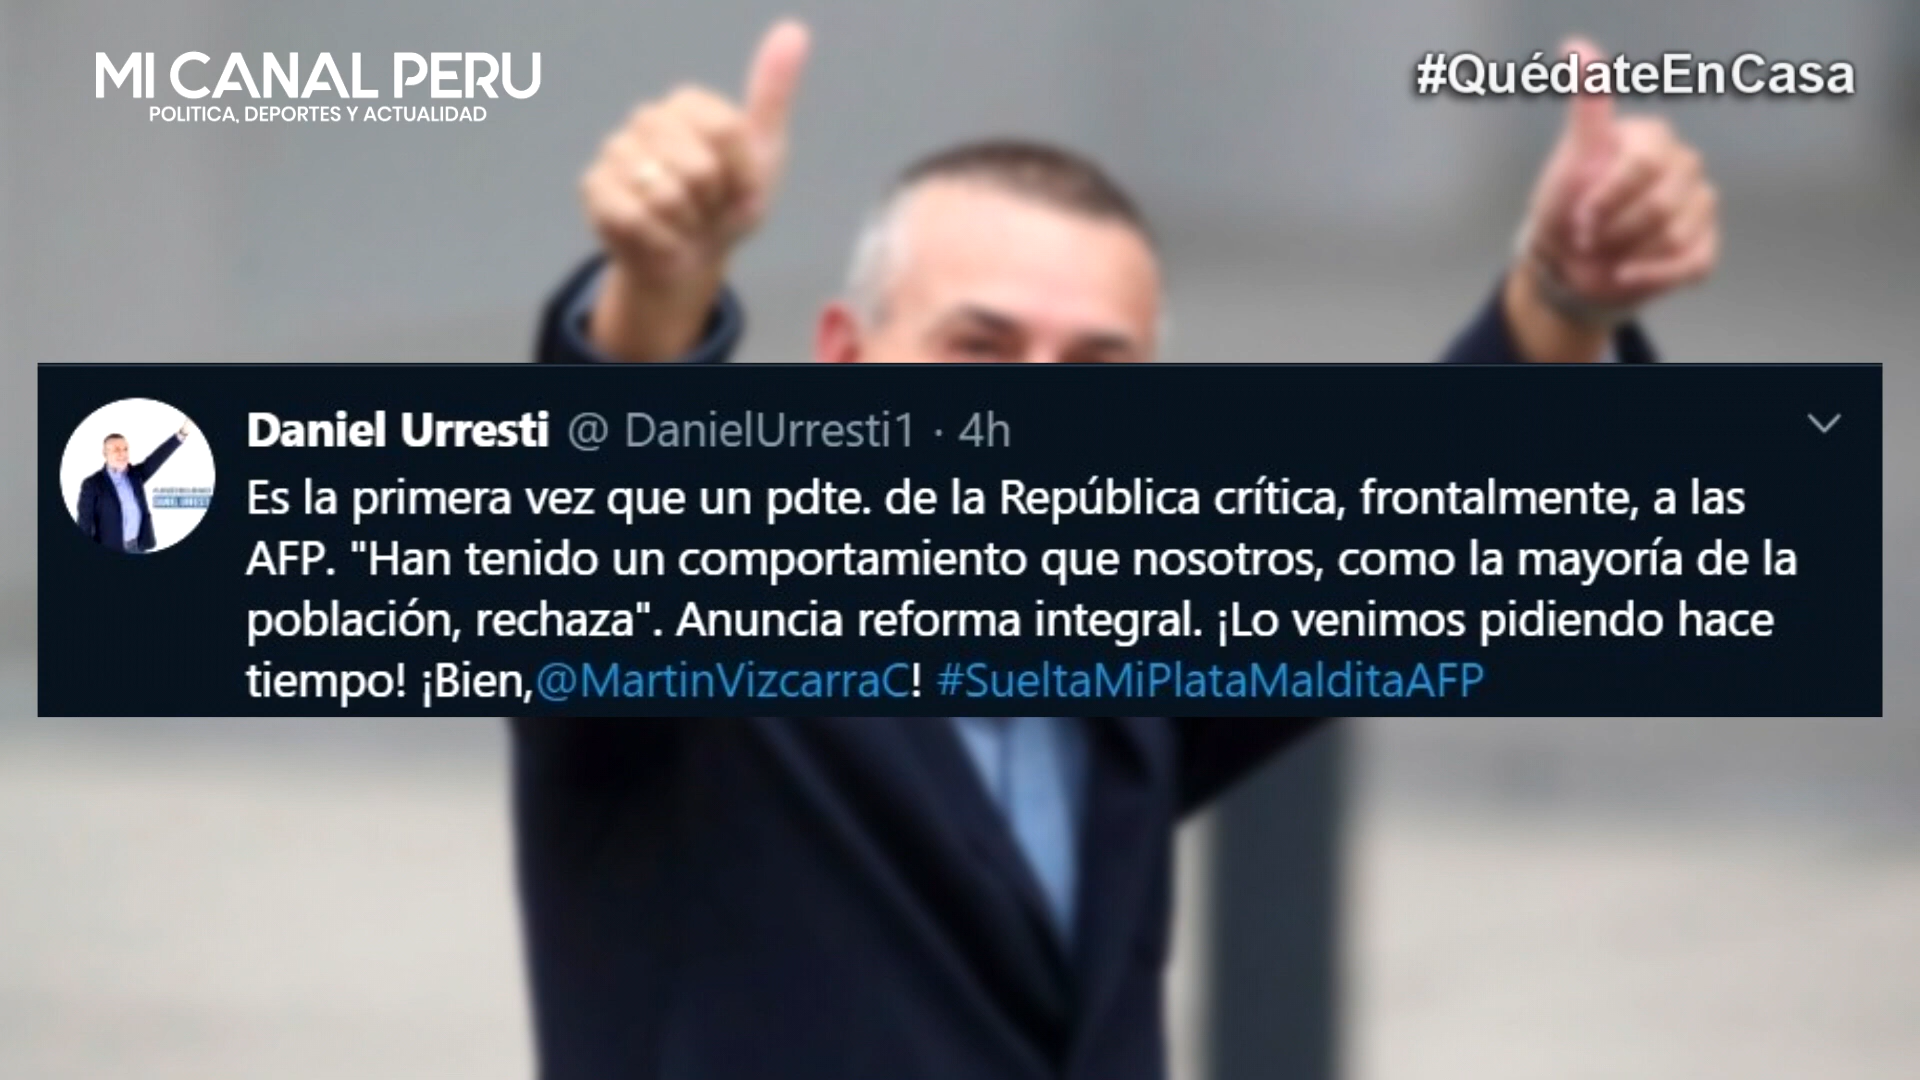 MI CANAL PERU
POLITICA, DEPORTES Y ACTUALIDAD
#QuédateEnCasa
Daniel Urresti @ DanielUrresti1 · 4h
Es la primera vez que un pdte. de la República crítica, frontalmente, a las
AFP. "Han tenido un comportamiento que nosotros, como la mayoría de la
población, rechaza". Anuncia reforma integral. ¡Lo venimos pidiendo hace
tiempo! ¡Bien,@MartinVizcarraC! #SueltaMiPlataMalditaAFP